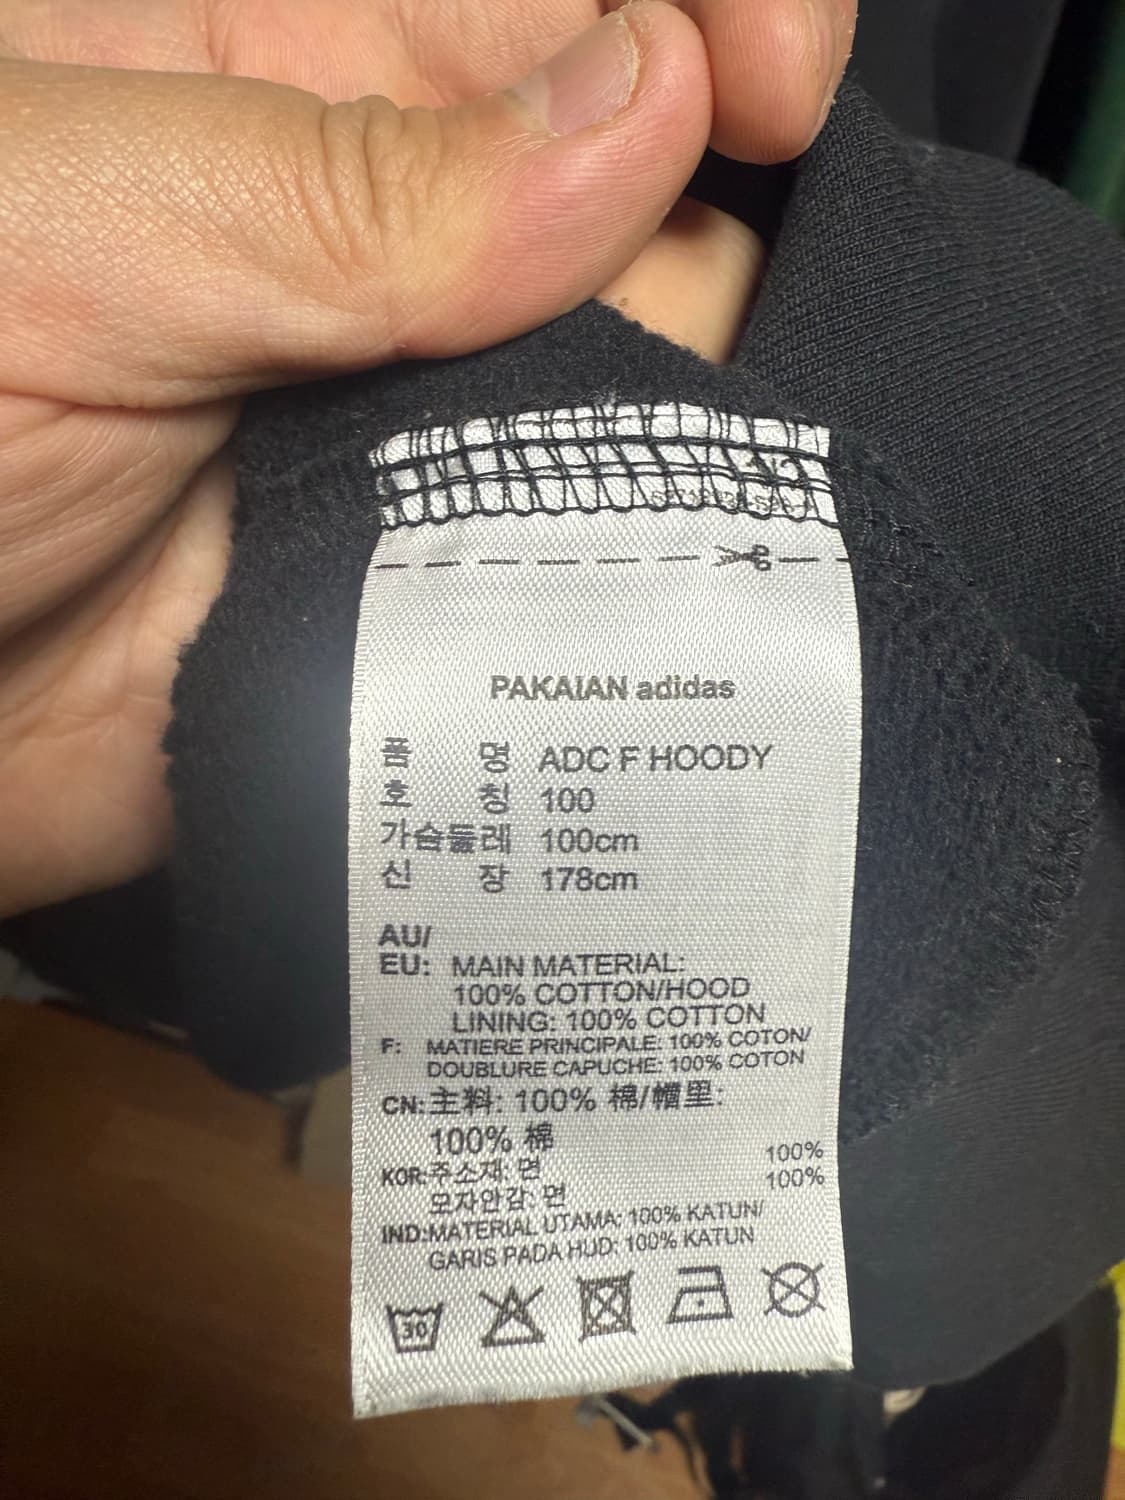 PAKAIAN adidas
품 명 ADC F HOODY
호 칭 100
가슴둘레 100cm
신 장 178cm
AU/
EU: MAIN MATERIAL:
100% COTTON/HOOD
LINING: 100% COTTON
F: MATIERE PRINCIPALE: 100% COTON/
DOUBLURE CAPUCHE: 100% COTON
CN: 主料: 100% 棉/帽里:
100% 棉
KOR: 주소재: 면 100%
모자안감: 면 100%
IND: MATERIAL UTAMA: 100% KATUN/
GARIS PADA HUD: 100% KATUN
30